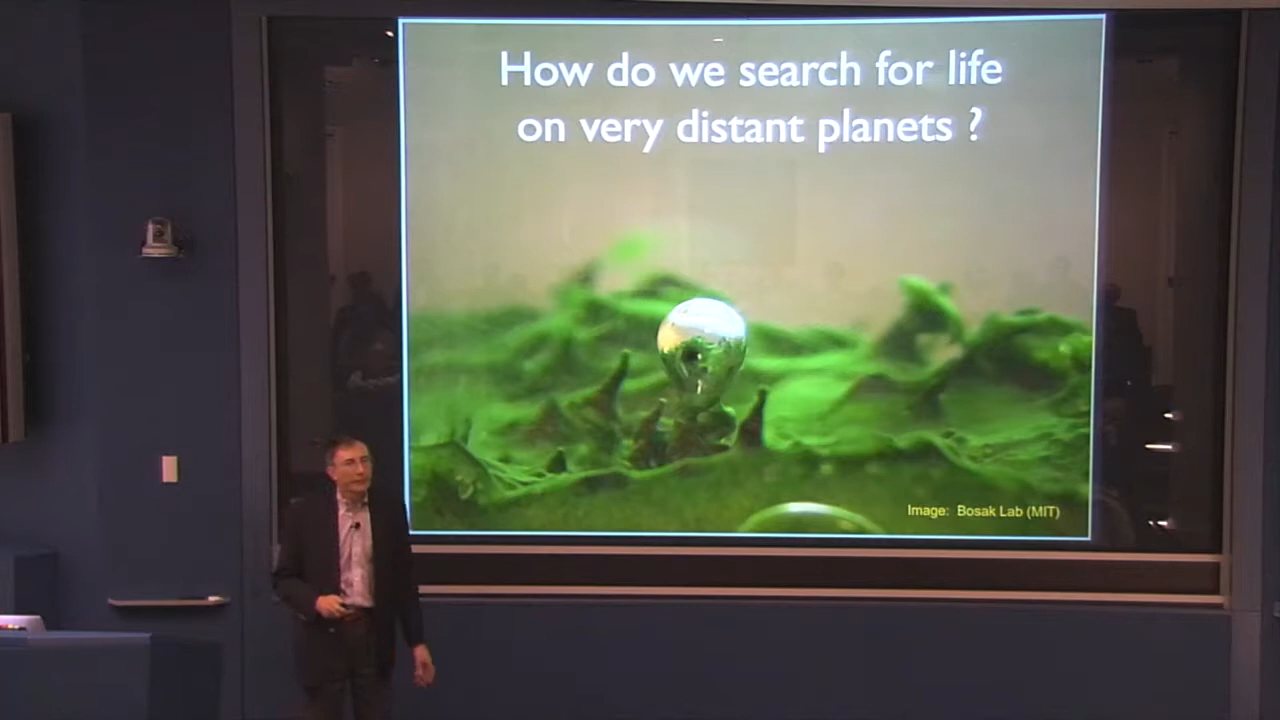 How do we search for life
on very distant planets ?
Image: Bosak Lab (MIT)